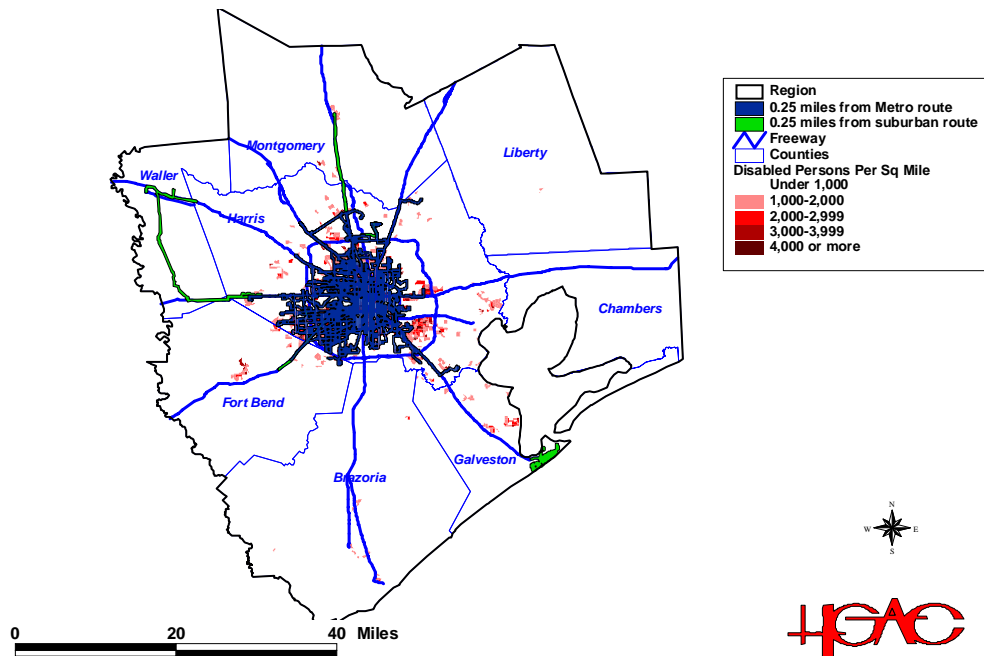 Region
0.25 miles from Metro route
0.25 miles from suburban route
Freeway
Counties
Disabled Persons Per Sq Mile
Under 1,000
1,000-2,000
2,000-2,999
3,000-3,999
4,000 or more
Montgomery
Liberty
Waller
Harris
Chambers
Fort Bend
Galveston
Brazoria
N
W E
S
HGAC
0 20 40 Miles